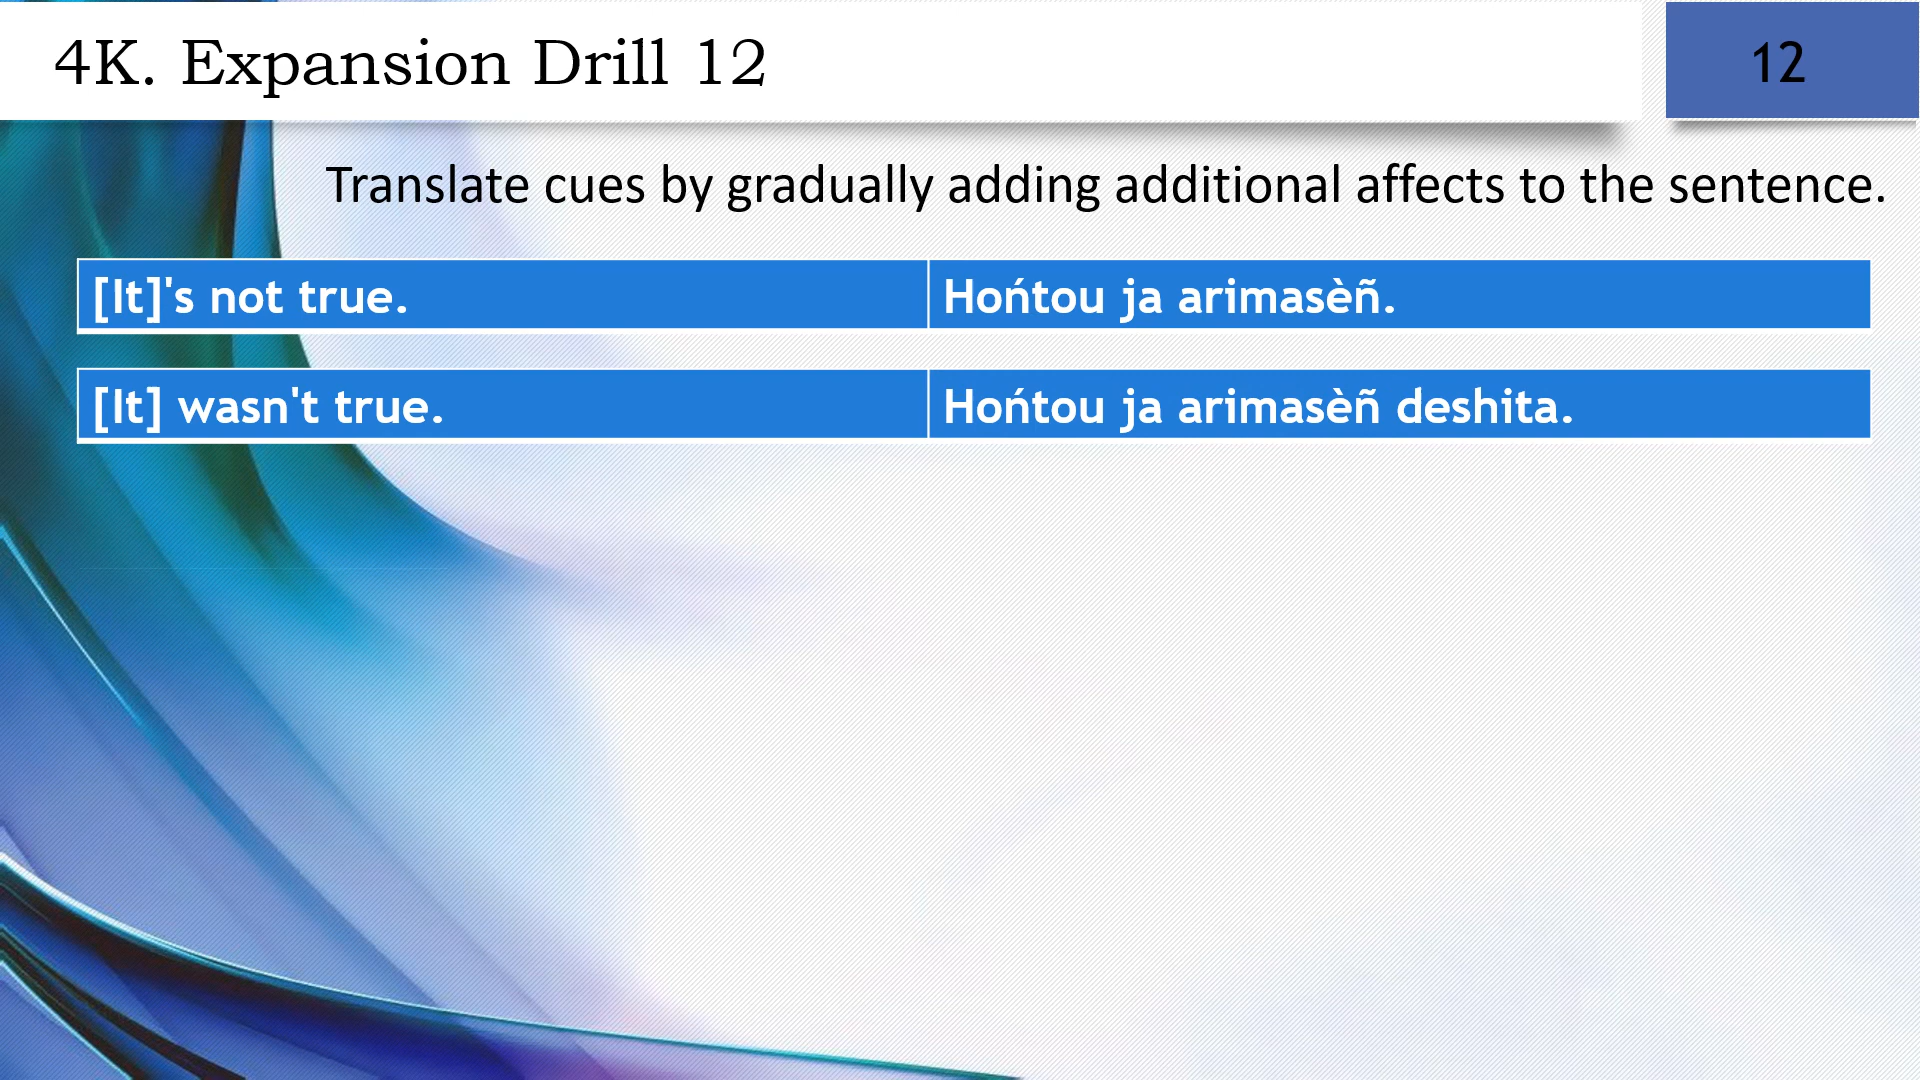 4K. Expansion Drill 12
12
Translate cues by gradually adding additional affects to the sentence.
[It]'s not true. Hońtou ja arimasèñ.
[It] wasn't true. Hońtou ja arimasèñ deshita.